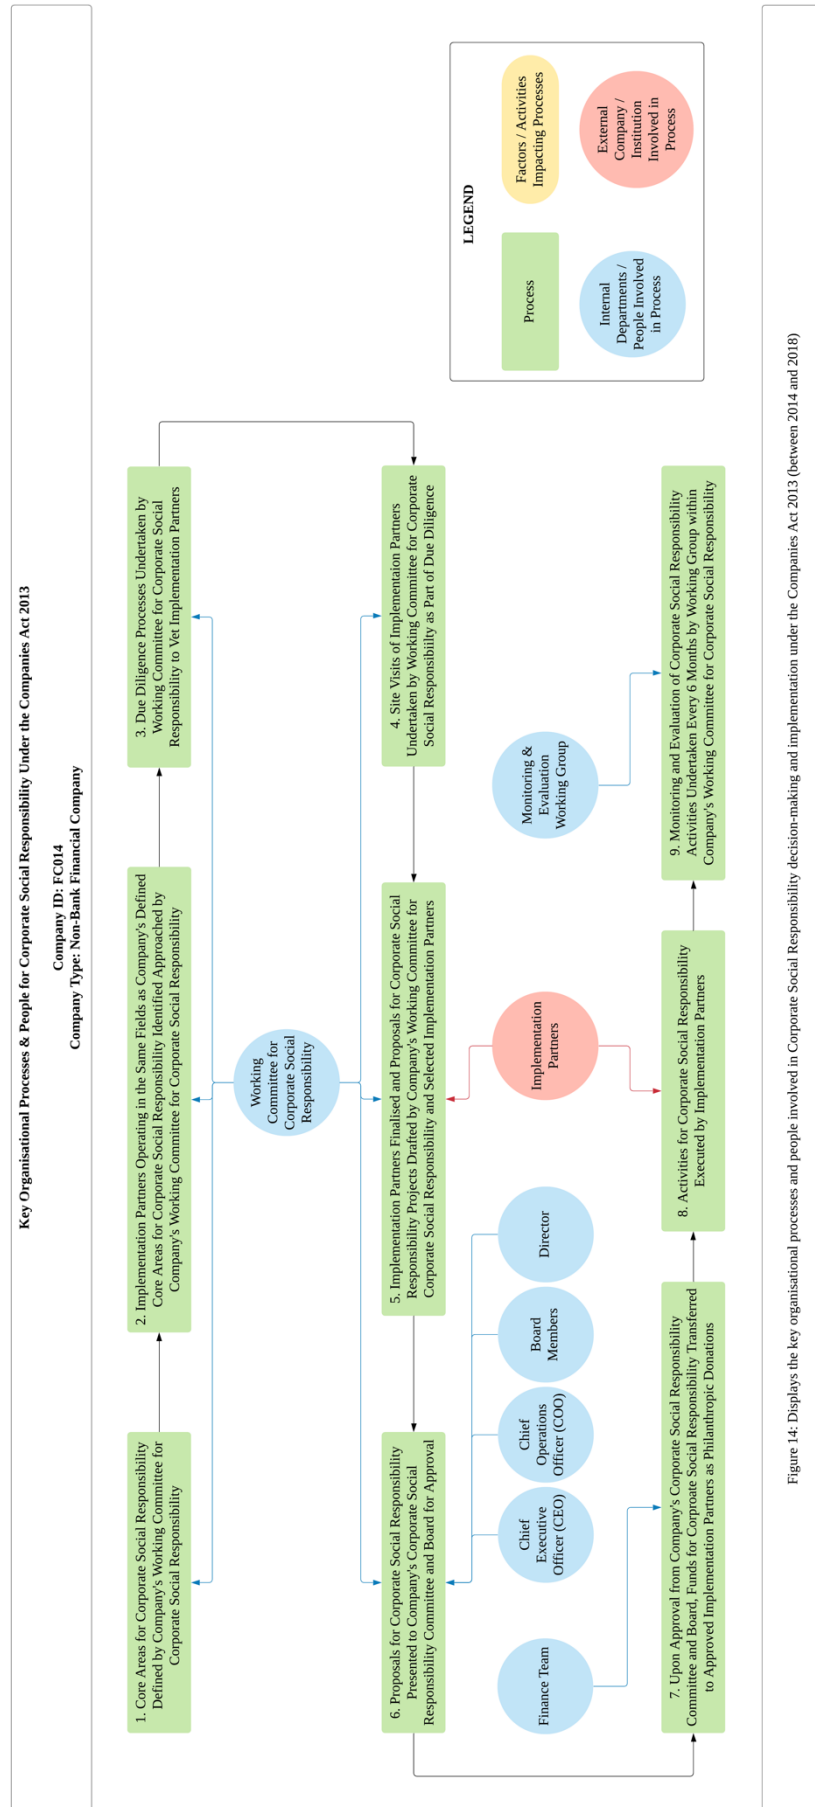 Key Organisational Processes & People for Corporate Social Responsibility Under the Companies Act 2013
Company ID: FC014
Company Type: Non-Bank Financial Company
1. Core Areas for Corporate Social Responsibility
Defined by Company's Working Committee for
Corporate Social Responsibility
2. Implementation Partners Operating in the Same Fields as Company's Defined
Core Areas for Corporate Social Responsibility Identified Approached by
Company's Working Committee for Corporate Social Responsibility
3. Due Diligence Processes Undertaken by
Working Committee for Corporate Social
Responsibility to Vet Implementation Partners
Working
Committee for
Corporate Social
Responsibility
6. Proposals for Corporate Social Responsibility
Presented to Company's Corporate Social
Responsibility Committee and Board for Approval
5. Implementation Partners Finalised and Proposals for Corporate Social
Responsibility Projects Drafted by Company's Working Committee for
Corporate Social Responsibility and Selected Implementation Partners
4. Site Visits of Implementaion Partners
Undertaken by Working Committee for Corporate
Social Responsibiilty as Part of Due Diligence
Finance Team
Chief
Executive
Officer (CEO)
Chief
Operations
Officer (COO)
Board
Members
Director
Implementation
Partners
Monitoring &
Evaluation
Working Group
7. Upon Approval from Company's Corporate Social Responsibility
Committee and Board, Funds for Corproate Social Responsibility Transferred
to Approved Implementation Partners as Philanthropic Donations
8. Activities for Corporate Social Responsibility
Executed by Implementation Partners
9. Monitoring and Evaluation of Corporate Social Responsibility
Activities Undertaken Every 6 Months by Working Group within
Company's Working Committee for Corporate Social Responsibility
LEGEND
Process
Factors / Activities
Impacting Processes
Internal
Departments /
People Involved
in Process
External
Company /
Institution
Involved in
Process
Figure 14: Displays the key organisational processes and people involved in Corporate Social Responsibility decision-making and implementation under the Companies Act 2013 (between 2014 and 2018)